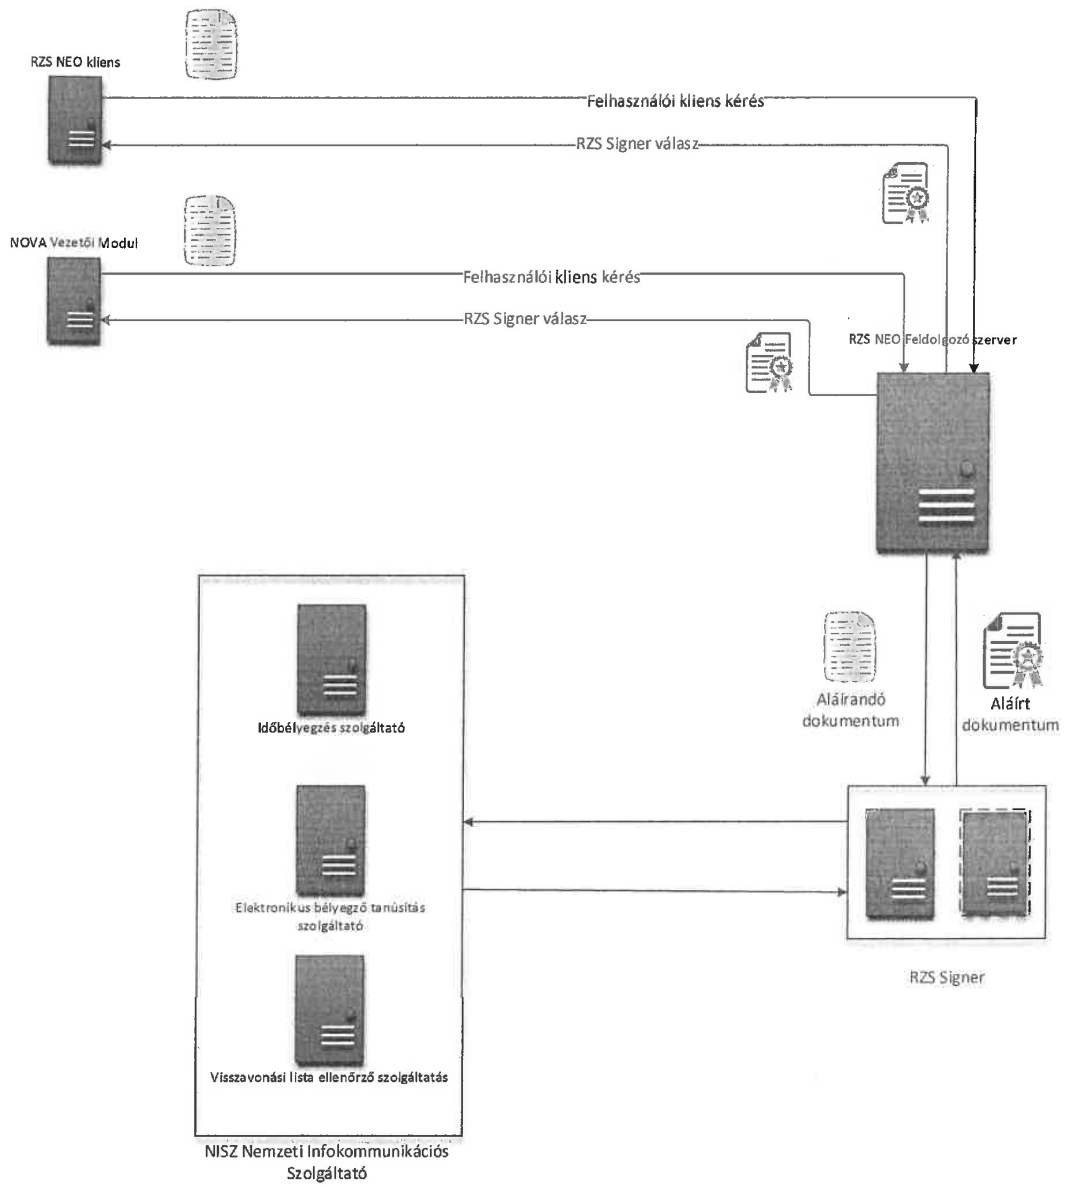 RZS NEO kliens
Felhasználói kliens kérés
RZS Signer válasz
NOVA Vezetői Modul
Felhasználói kliens kérés
RZS Signer válasz
RZS NEO Feldolgozó szerver
Időbélyegzés szolgáltató
Aláírandó
dokumentum
Aláírt
dokumentum
Elektronikus bélyegző tanúsítás
szolgáltató
RZS Signer
Visszavonási lista ellenőrző szolgáltatás
NISZ Nemzeti Infokommunikációs
Szolgáltató